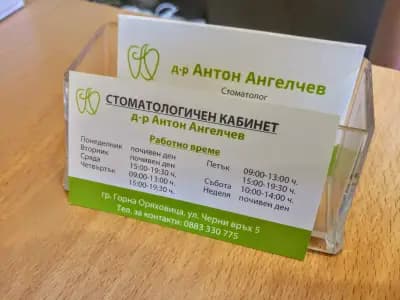 д-р Антон Ангелчев
Стоматолог
СТОМАТОЛОГИЧЕН КАБИНЕТ
д-р Антон Ангелчев
Работно време
Понеделник почивен ден
Вторник почивен ден
Сряда 15:00-19:30 ч.
Четвъртък 09:00-13:00 ч.
15:00-19:30 ч.
Петък 09:00-13:00 ч.
15:00-19:30 ч.
Събота 10:00-14:00 ч.
Неделя почивен ден
гр. Горна Оряховица, ул. Черни връх 5
Тел. за контакти: 0883 330 775